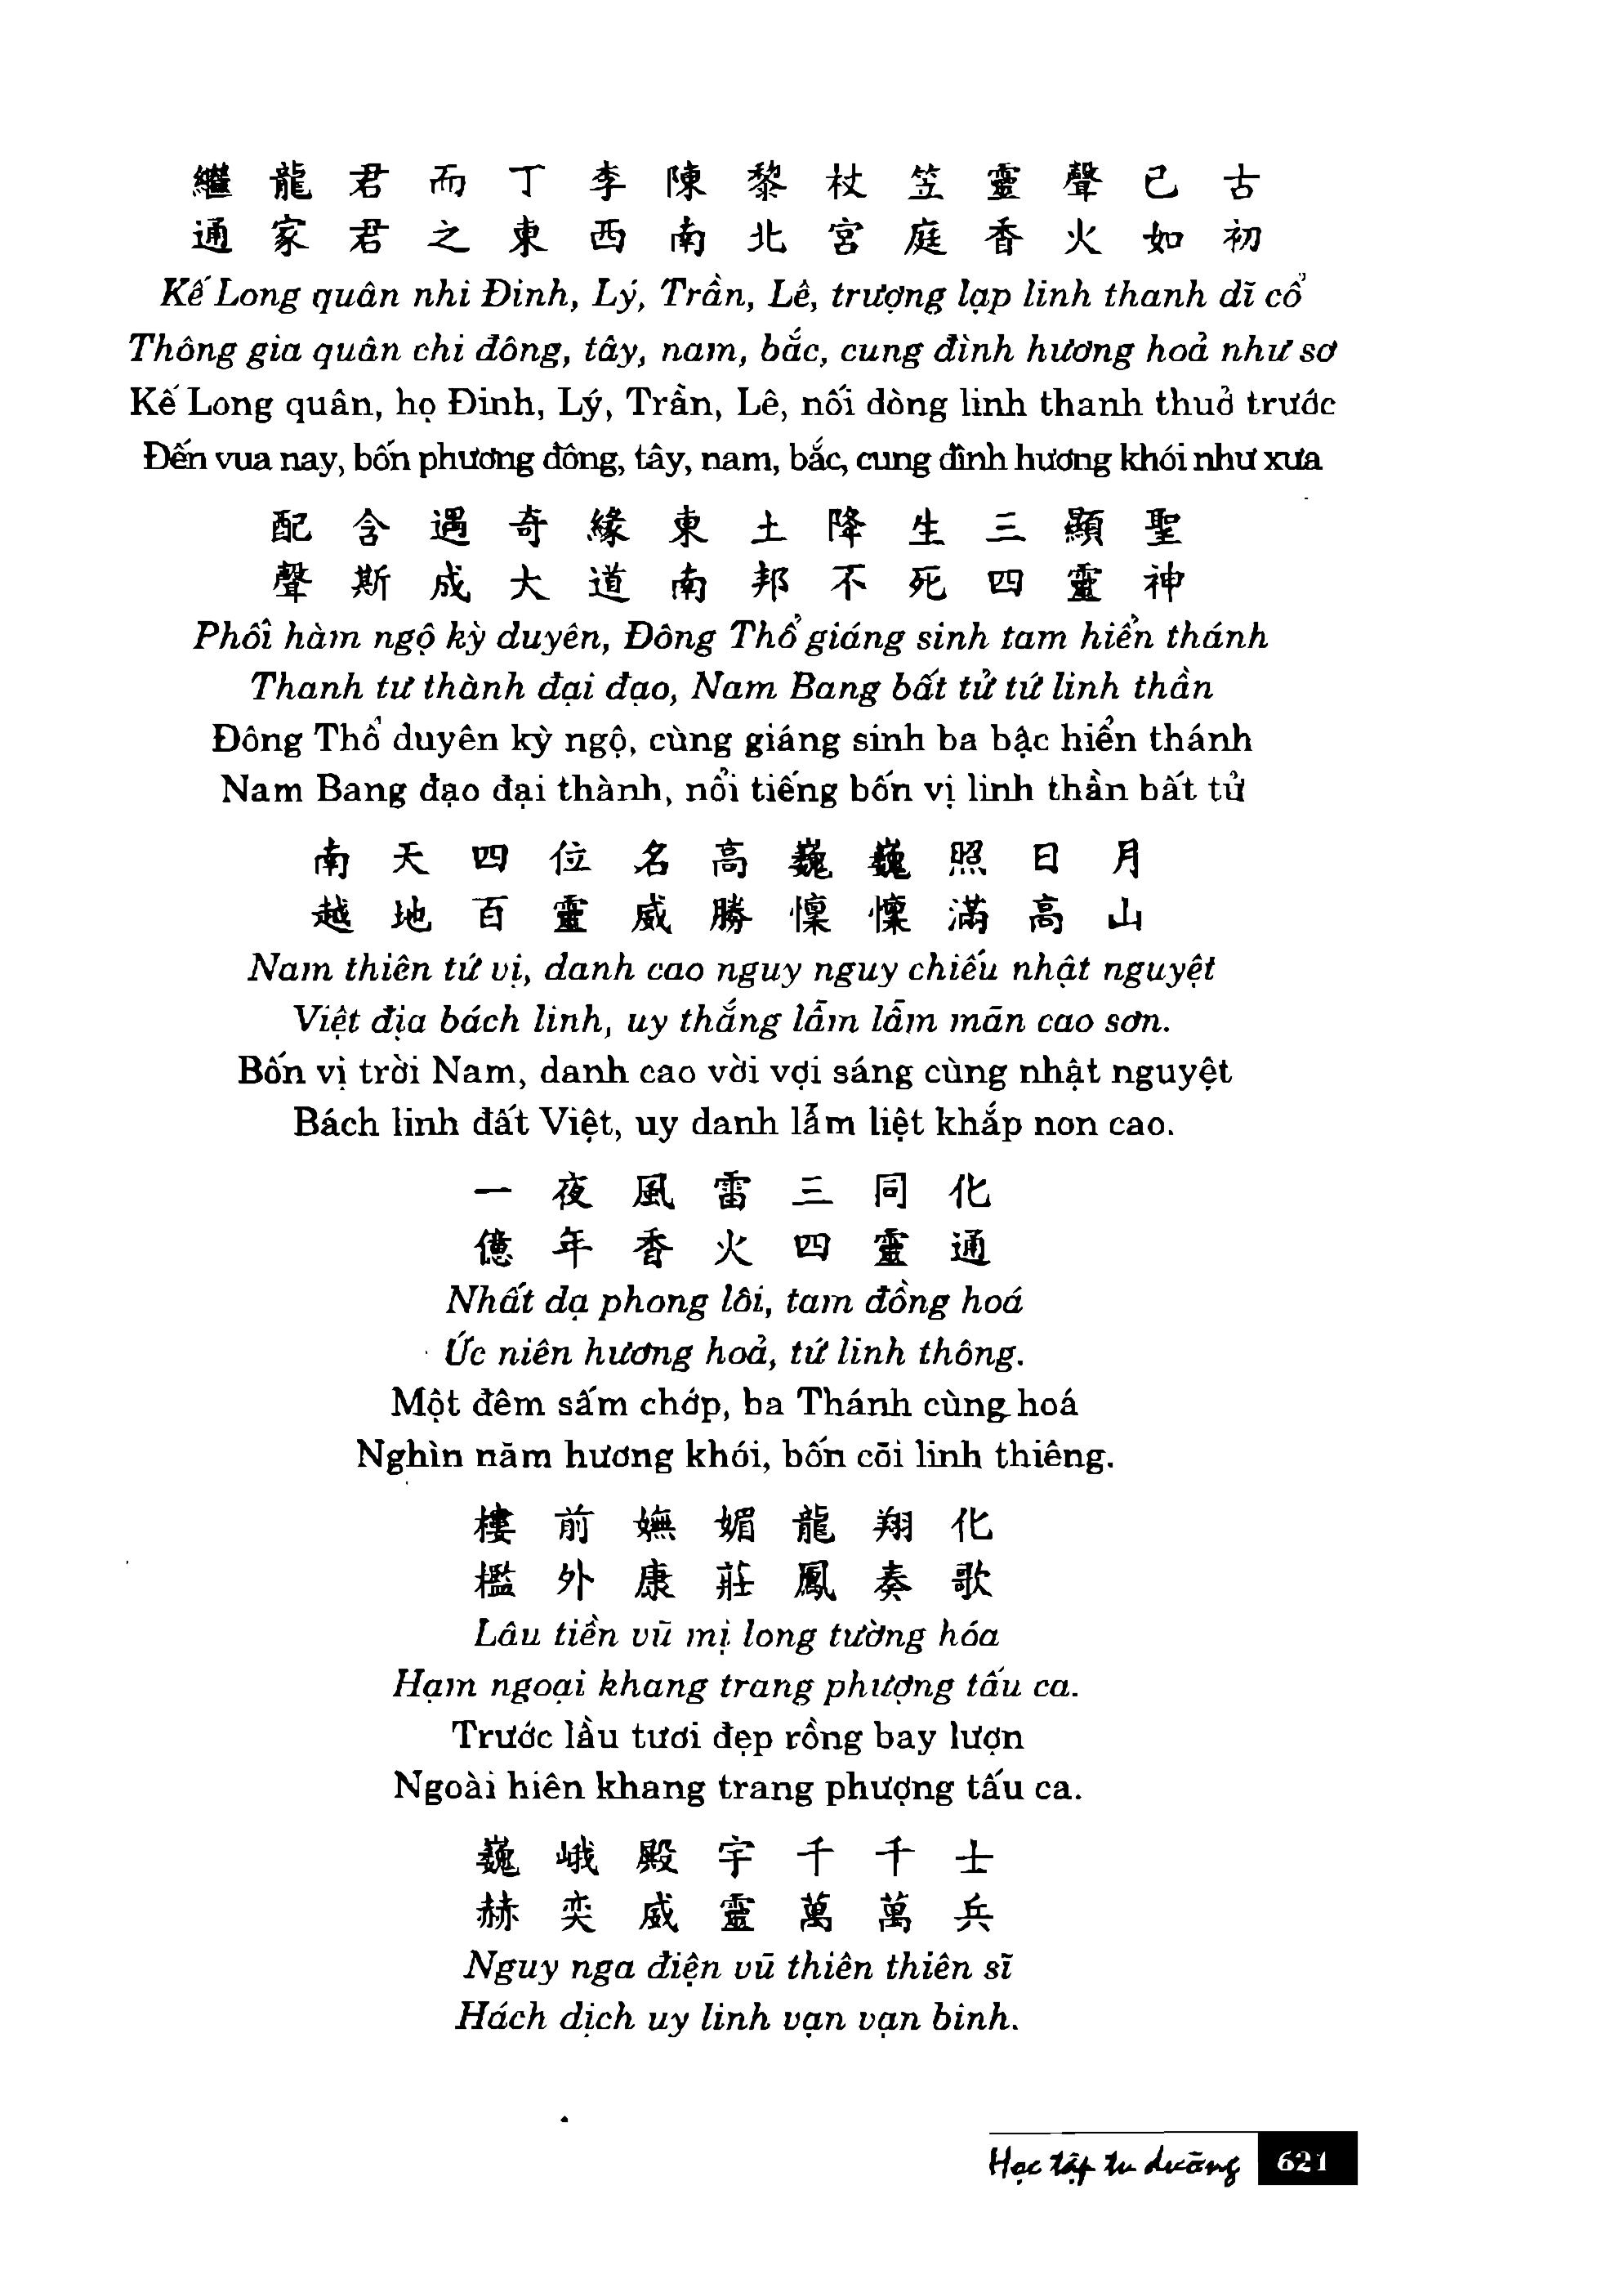 繼龍君而丁李陳黎杖笠靈聲已古
通家君之東西南北宮庭香火如初
Kế Long quân nhi Đinh, Lý, Trần, Lê, trượng lạp linh thanh dĩ cổ
Thông gia quân chi đông, tây, nam, bắc, cung đình hương hoả như sơ
Kế Long quân, họ Đinh, Lý, Trần, Lê, nối dòng linh thanh thuở trước
Đến vua nay, bốn phương đông, tây, nam, bắc, cung đình hương khói như xưa
配含遇奇緣東土降生三顯聖
聲斯成大道南邦不死四靈神
Phối hàm ngộ kỳ duyên, Đông Thổ giáng sinh tam hiển thánh
Thanh tư thành đại đạo, Nam Bang bất tử tứ linh thần
Đông Thổ duyên kỳ ngộ, cùng giáng sinh ba bậc hiển thánh
Nam Bang đạo đại thành, nổi tiếng bốn vị linh thần bất tử
南天四位名高巍巍照日月
越地百靈威勝懍懍滿高山
Nam thiên tứ vị, danh cao nguy nguy chiếu nhật nguyệt
Việt địa bách linh, uy thắng lẫm lẫm mãn cao sơn.
Bốn vị trời Nam, danh cao vời vợi sáng cùng nhật nguyệt
Bách linh đất Việt, uy danh lẫm liệt khắp non cao.
一夜風雷三同化
億年香火四靈通
Nhất dạ phong lôi, tam đồng hoá
Ức niên hương hoả, tứ linh thông.
Một đêm sấm chớp, ba Thánh cùng hoá
Nghìn năm hương khói, bốn cõi linh thiêng.
樓前嫵媚龍翔化
檻外康莊鳳奏歌
Lâu tiền vũ mị long tường hóa
Hạm ngoại khang trang phượng tấu ca.
Trước lầu tươi đẹp rồng bay lượn
Ngoài hiên khang trang phượng tấu ca.
巍峨殿宇千千士
赫奕威靈萬萬兵
Nguy nga điện vũ thiên thiên sĩ
Hách dịch uy linh vạn vạn binh.
Học tập tu dưỡng 621